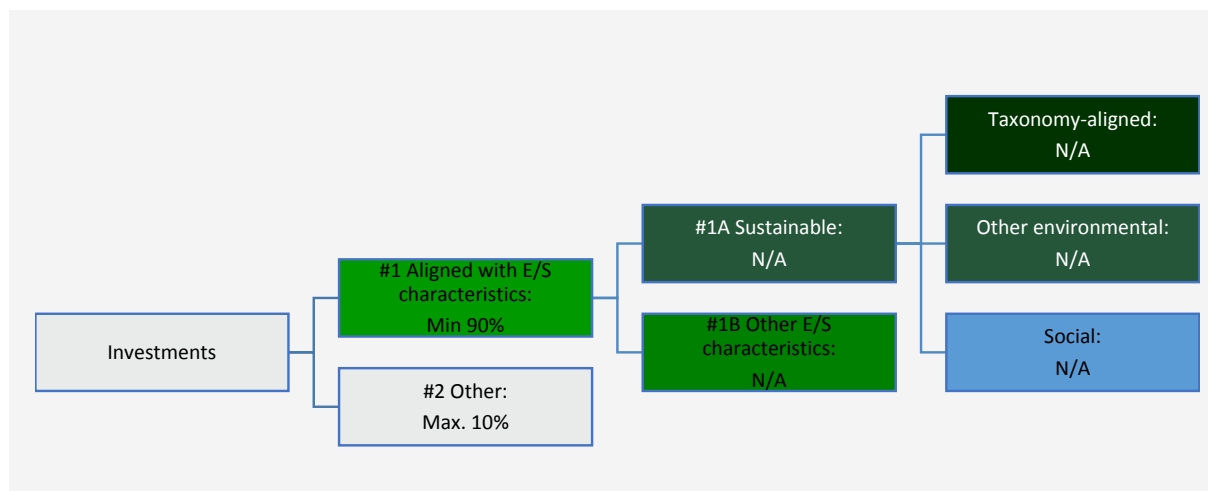 Investments
#1 Aligned with E/S
characteristics:
Min 90%
#2 Other:
Max. 10%
#1A Sustainable:
N/A
#1B Other E/S
characteristics:
N/A
Taxonomy-aligned:
N/A
Other environmental:
N/A
Social:
N/A